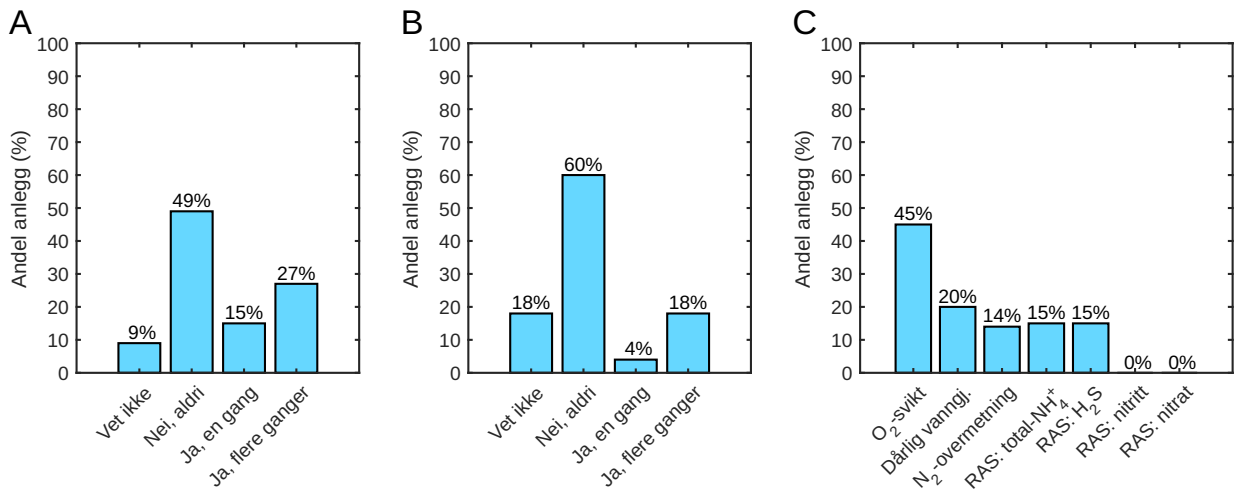 A
Andel anlegg (%)
100
90
80
70
60
50
40
30
20
10
0
9%
49%
15%
27%
Vet ikke
Nei, aldri
Ja, en gang
Ja, flere ganger
B
Andel anlegg (%)
100
90
80
70
60
50
40
30
20
10
0
18%
60%
4%
18%
Vet ikke
Nei, aldri
Ja, en gang
Ja, flere ganger
C
Andel anlegg (%)
100
90
80
70
60
50
40
30
20
10
0
45%
20%
14%
15%
15%
0%
0%
O₂-svikt
Dårlig vanngj.
N₂-overmetning
RAS: total-NH₄⁺
RAS: H₂S
RAS: nitritt
RAS: nitrat